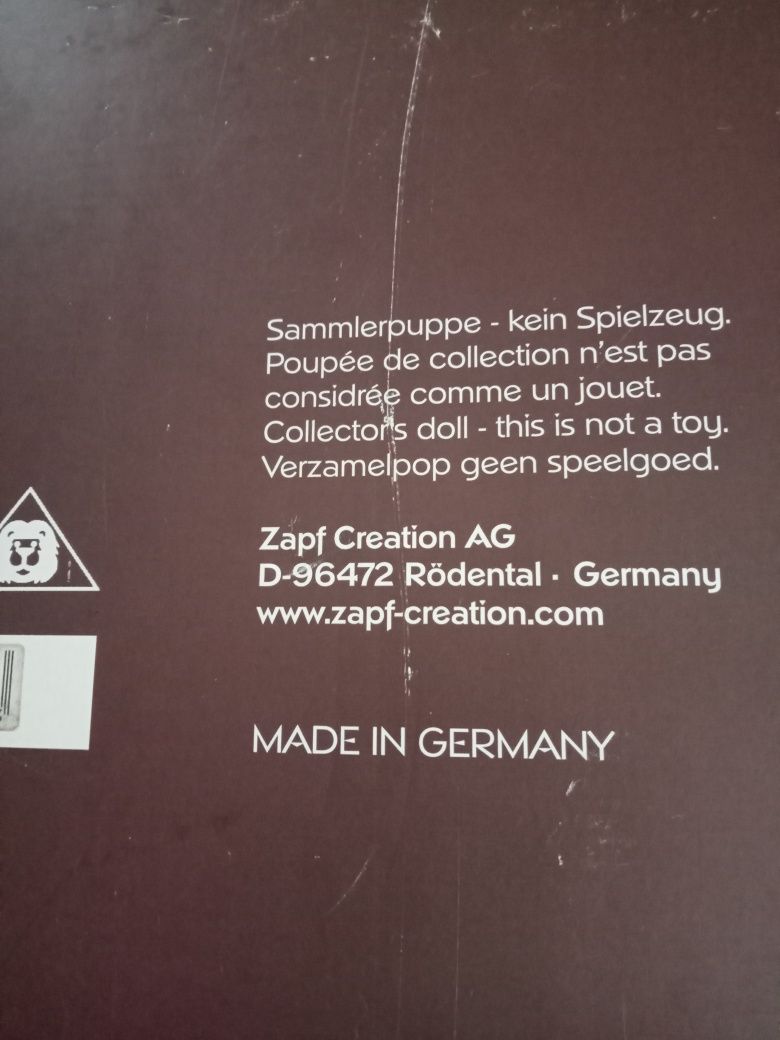 Sammlerpuppe - kein Spielzeug.
Poupée de collection n'est pas
considrée comme un jouet.
Collector's doll - this is not a toy.
Verzamelpop geen speelgoed.
Zapf Creation AG
D-96472 Rödental · Germany
www.zapf-creation.com
MADE IN GERMANY